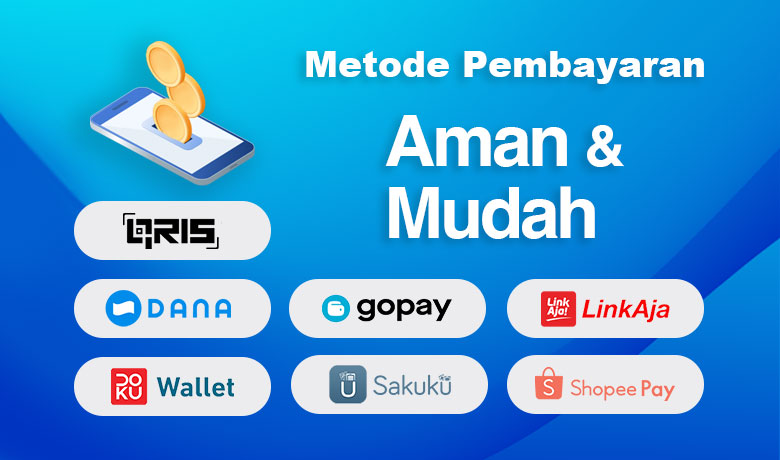 Metode Pembayaran
Aman &
Mudah
QRIS
DANA
gopay
Link Aja!
LinkAja
DOKU
Wallet
U
Sakuku
S
Shopee Pay